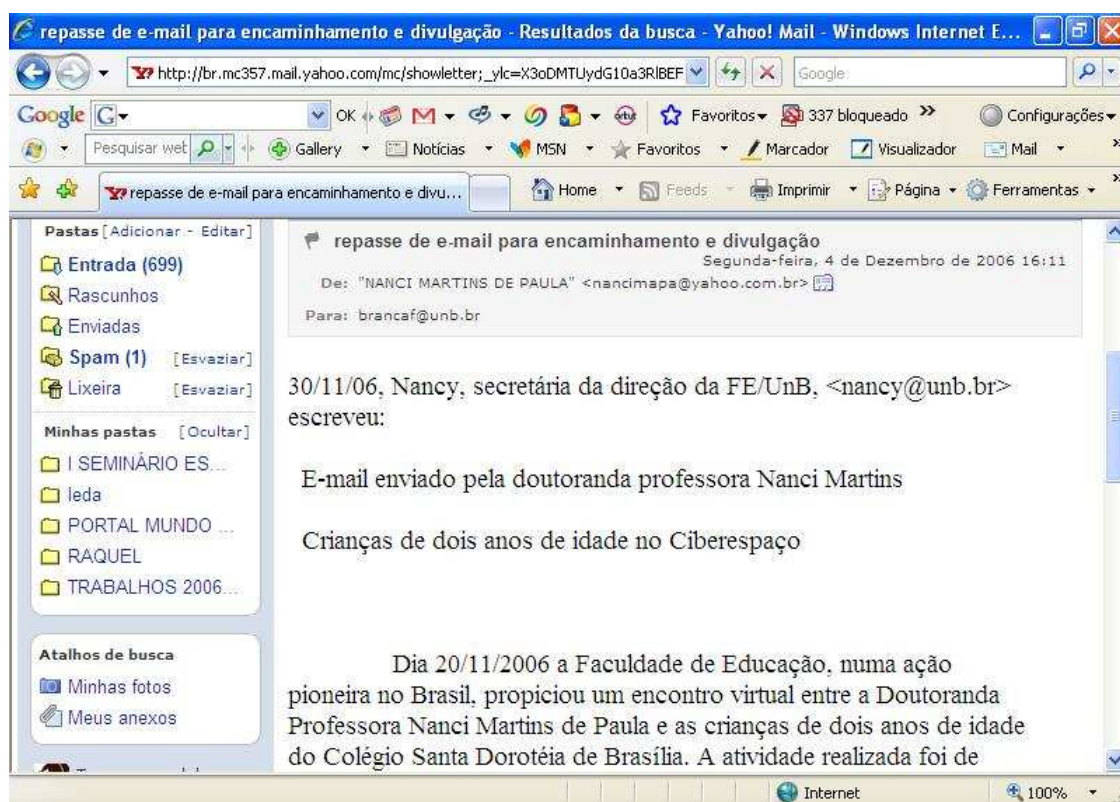 repasse de e-mail para encaminhamento e divulgação - Resultados da busca - Yahoo! Mail - Windows Internet E...
http://br.mc357.mail.yahoo.com/mc/showletter;_ylc=X3oDMTUydG10a3RlBEF
Google
Google G OK Favoritos 337 bloqueado » Configurações
Pesquisar wet Gallery Notícias MSN Favoritos Marcador Visualizador Mail »
repasse de e-mail para encaminhamento e divu... Home Feeds Imprimir Página Ferramentas »
Pastas [Adicionar - Editar]
Entrada (699)
Rascunhos
Enviadas
Spam (1) [Esvaziar]
Lixeira [Esvaziar]
Minhas pastas [Ocultar]
I SEMINÁRIO ES...
leda
PORTAL MUNDO ...
RAQUEL
TRABALHOS 2006...
Atalhos de busca
Minhas fotos
Meus anexos
repasse de e-mail para encaminhamento e divulgação
Segunda-feira, 4 de Dezembro de 2006 16:11
De: "NANCI MARTINS DE PAULA" <nancimapa@yahoo.com.br>
Para: brancaf@unb.br
30/11/06, Nancy, secretária da direção da FE/UnB, <nancy@unb.br>
escreveu:
E-mail enviado pela doutoranda professora Nanci Martins
Crianças de dois anos de idade no Ciberespaço
Dia 20/11/2006 a Faculdade de Educação, numa ação
pioneira no Brasil, propiciou um encontro virtual entre a Doutoranda
Professora Nanci Martins de Paula e as crianças de dois anos de idade
do Colégio Santa Dorotéia de Brasília. A atividade realizada foi de
Internet 100%